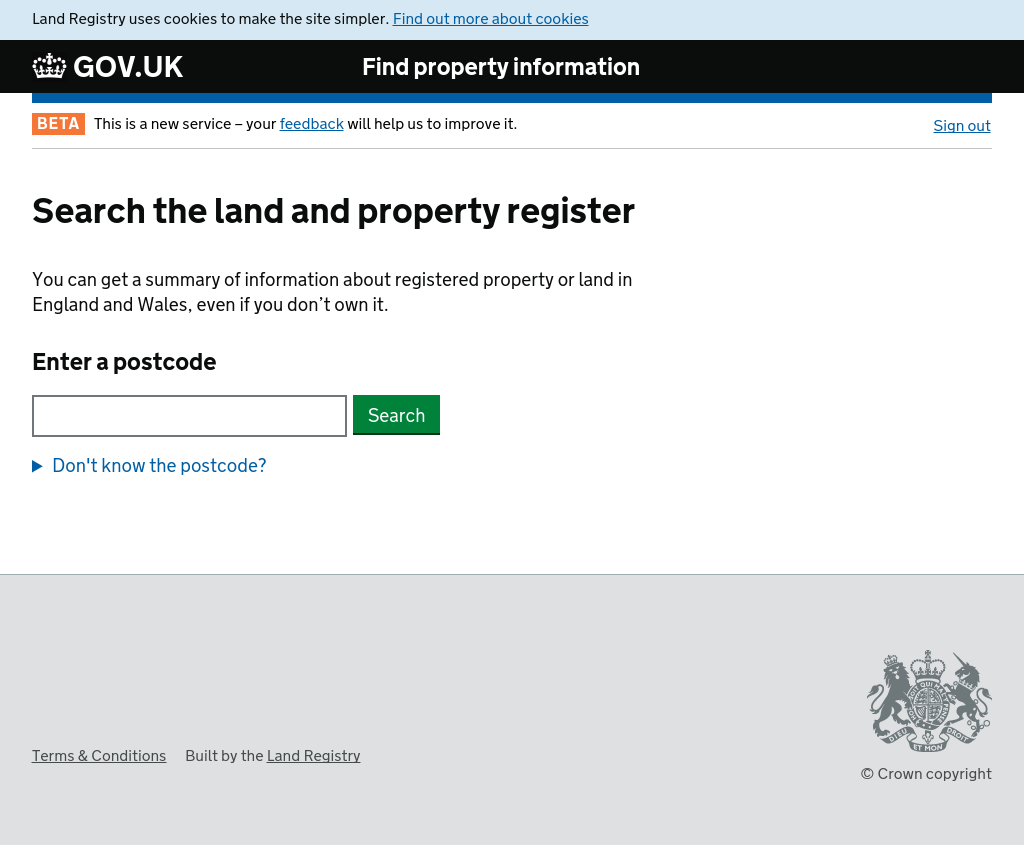 Land Registry uses cookies to make the site simpler. Find out more about cookies
GOV.UK
Find property information
BETA This is a new service – your feedback will help us to improve it.
Sign out
Search the land and property register
You can get a summary of information about registered property or land in
England and Wales, even if you don’t own it.
Enter a postcode
Search
Don't know the postcode?
Terms & Conditions
Built by the Land Registry
DIEU ET MON DROIT
© Crown copyright